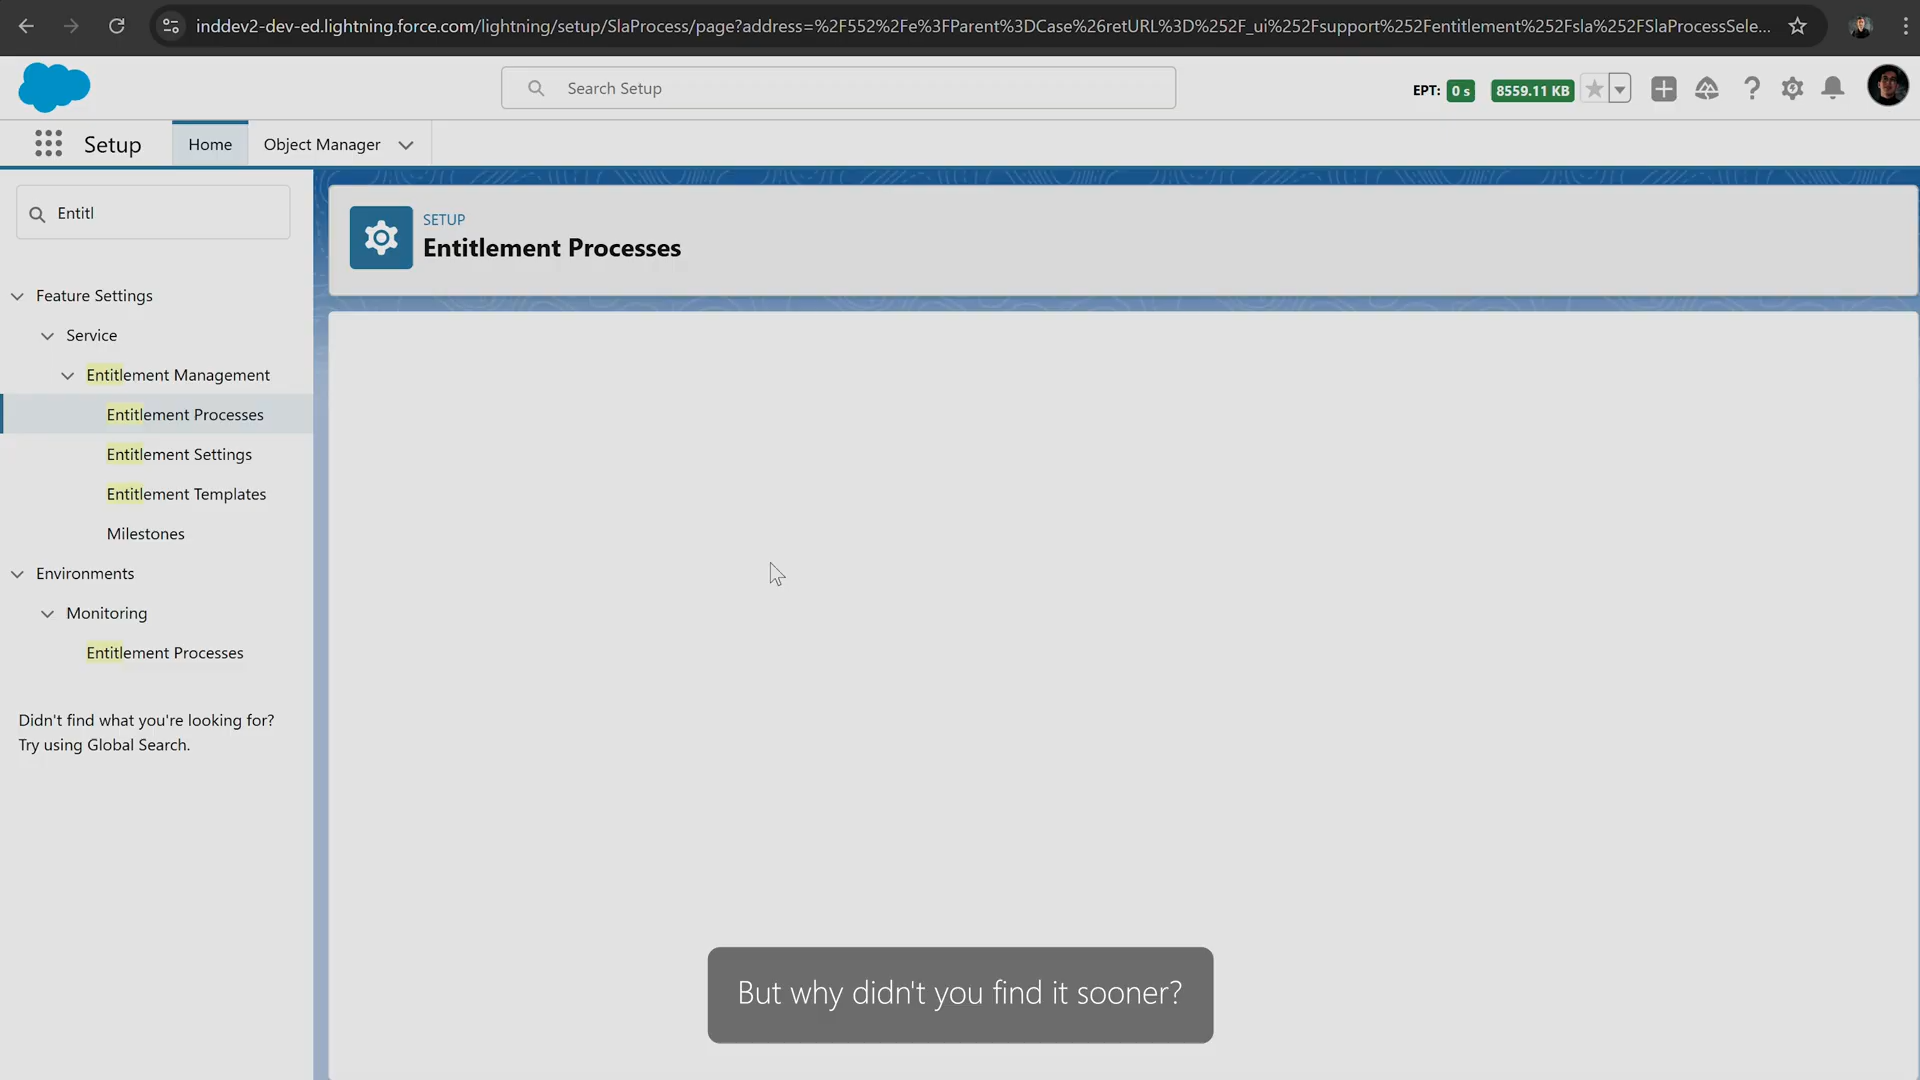 inddev2-dev-ed.lightning.force.com/lightning/setup/SlaProcess/page?address=%2F552%2Fe%3FParent%3DCase%26retURL%3D%252F_ui%252Fsupport%252Fentitlement%252Fsla%252FSlaProcessSele...
Search Setup
EPT: 0 s 8559.11 KB
Setup Home Object Manager
Entitl
SETUP
Entitlement Processes
Feature Settings
Service
Entitlement Management
Entitlement Processes
Entitlement Settings
Entitlement Templates
Milestones
Environments
Monitoring
Entitlement Processes
Didn't find what you're looking for?
Try using Global Search.
But why didn't you find it sooner?